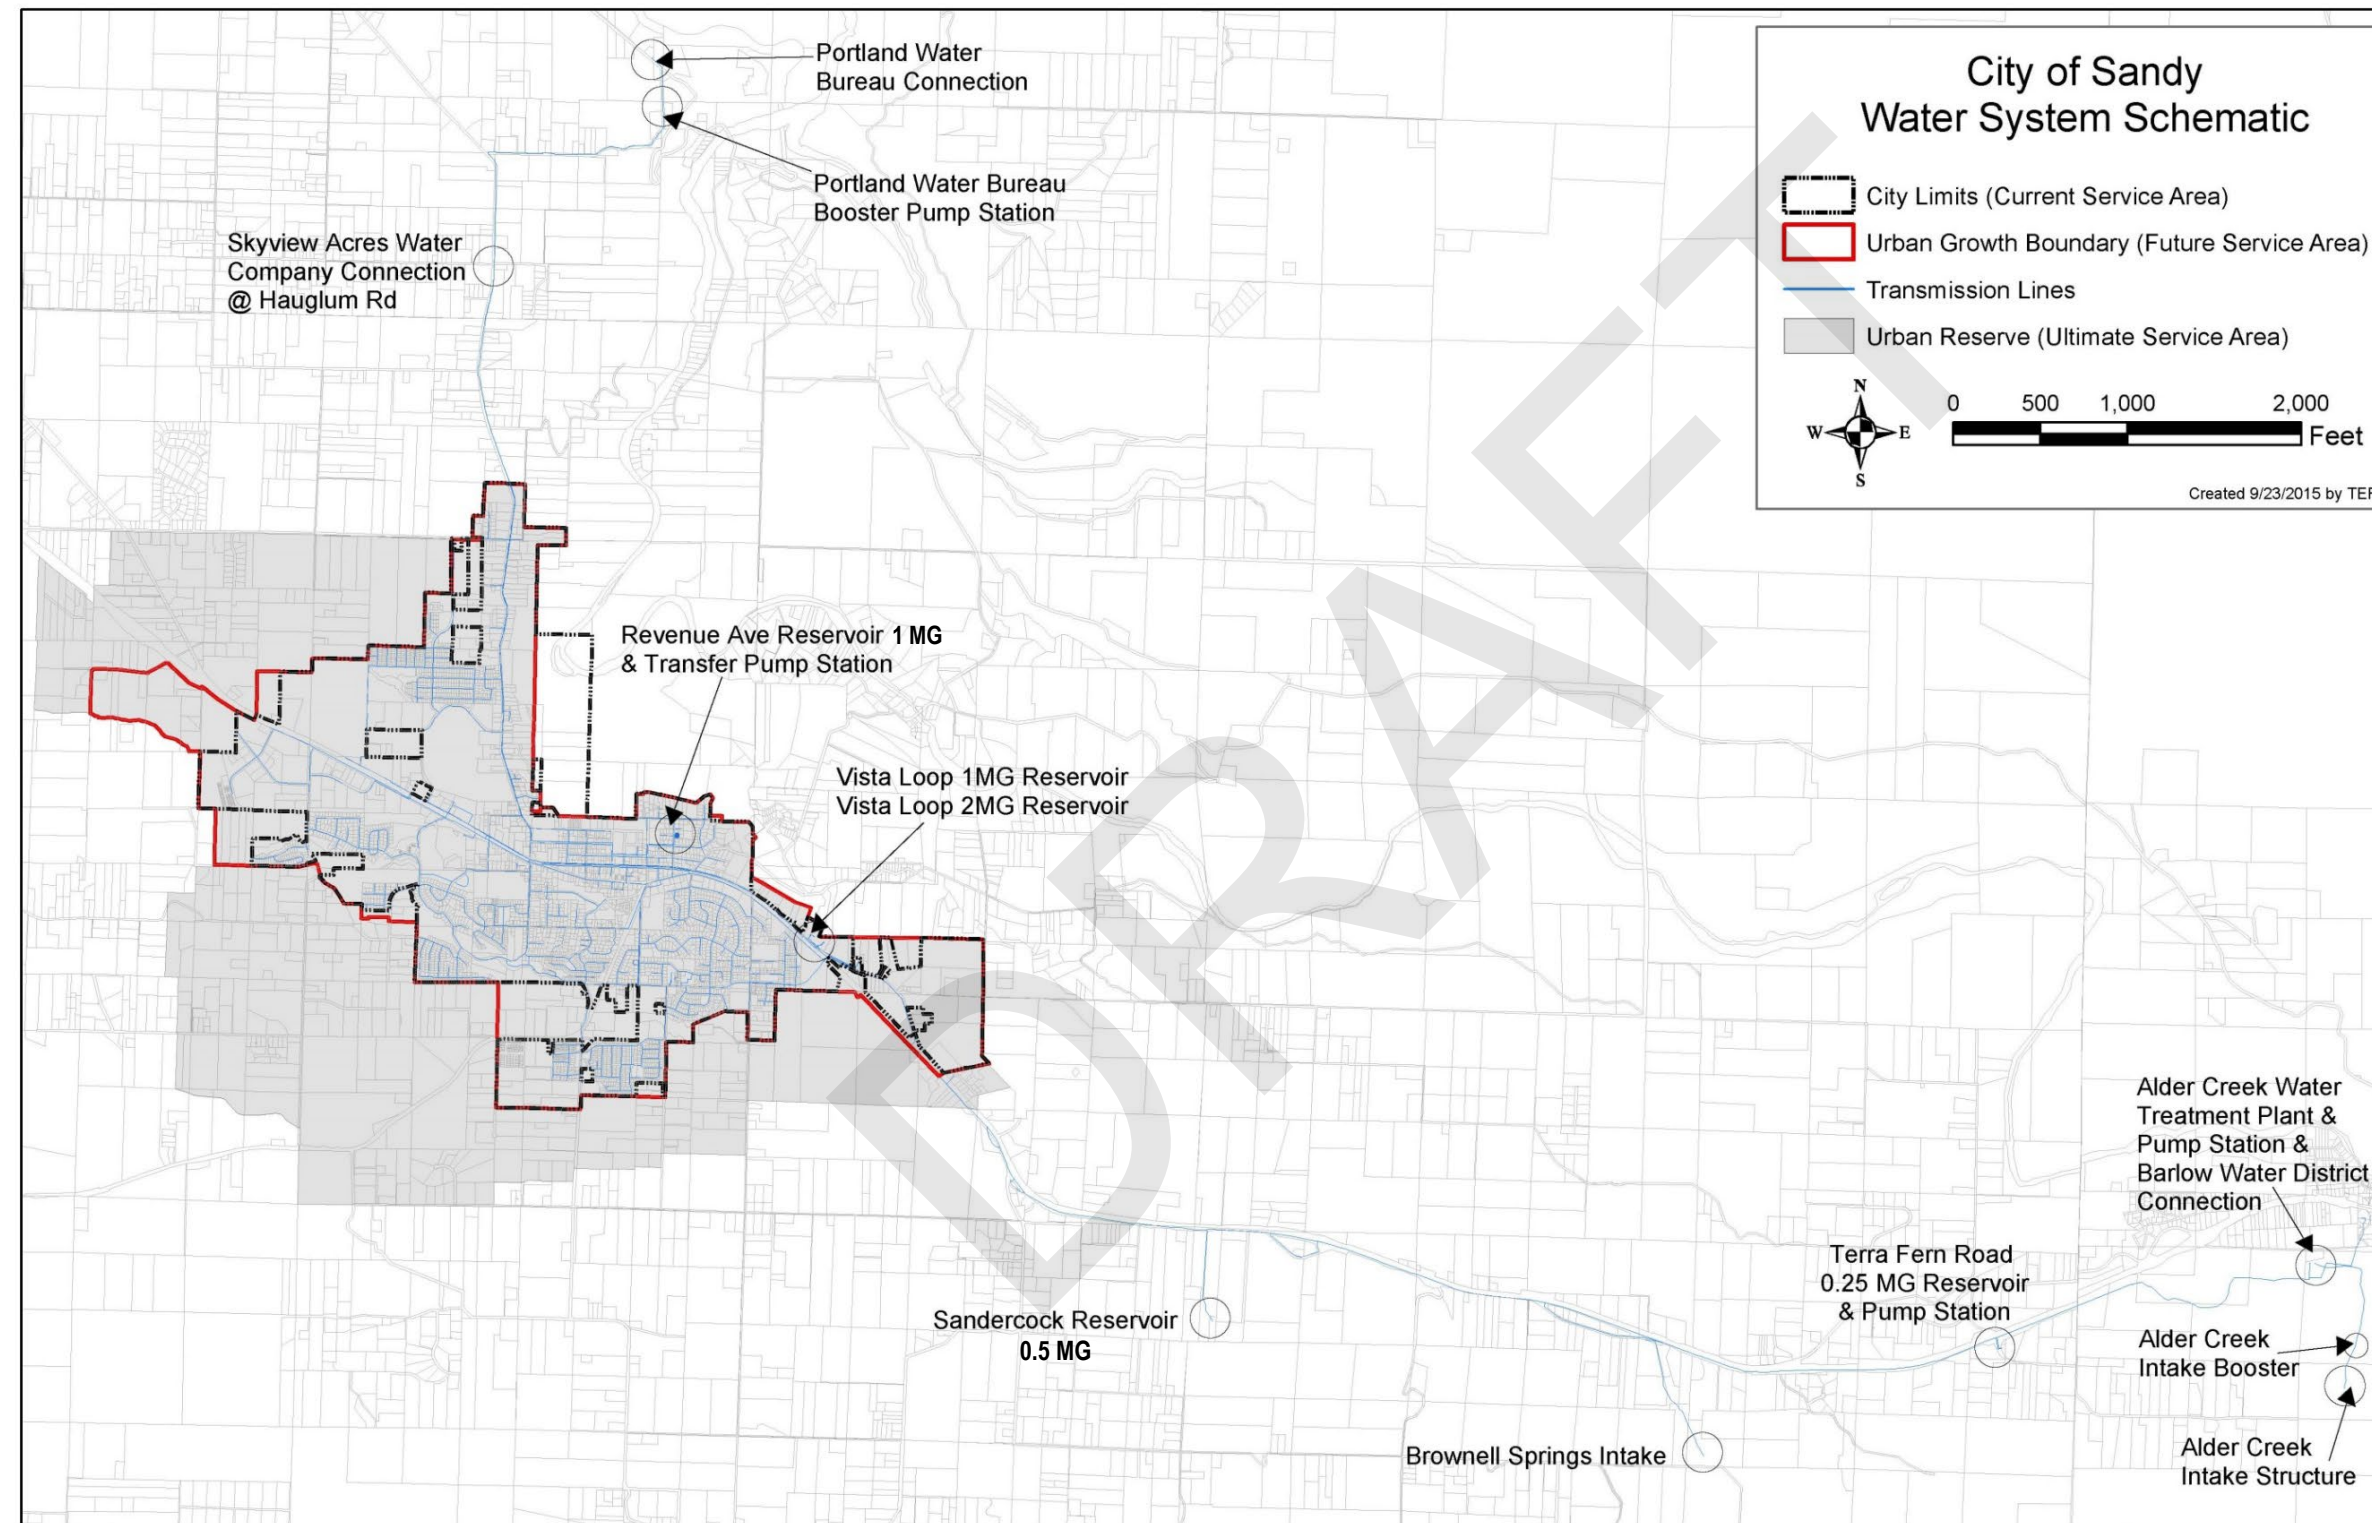 Portland Water
Bureau Connection
Portland Water Bureau
Booster Pump Station
Skyview Acres Water
Company Connection
@ Hauglum Rd
City of Sandy
Water System Schematic
City Limits (Current Service Area)
Urban Growth Boundary (Future Service Area)
Transmission Lines
Urban Reserve (Ultimate Service Area)
N
W E
S
0 500 1,000 2,000
Feet
Created 9/23/2015 by
Revenue Ave Reservoir 1 MG
& Transfer Pump Station
Vista Loop 1MG Reservoir
Vista Loop 2MG Reservoir
DRAFT
Alder Creek Water
Treatment Plant &
Pump Station &
Barlow Water District
Connection
Terra Fern Road
0.25 MG Reservoir
& Pump Station
Sandercock Reservoir
0.5 MG
Alder Creek
Intake Booster
Brownell Springs Intake
Alder Creek
Intake Structure